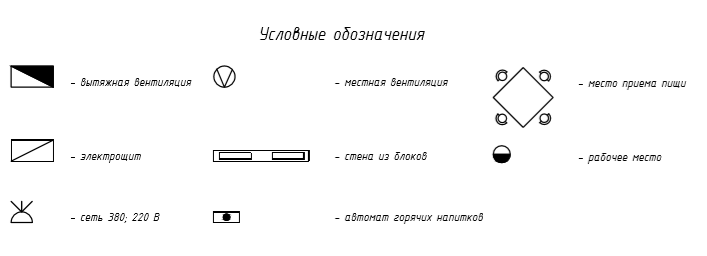 Условные обозначения
- вытяжная вентиляция
- местная вентиляция
- место приема пищи
- электрощит
- стена из блоков
- рабочее место
- сеть 380; 220 В
- автомат горячих напитков